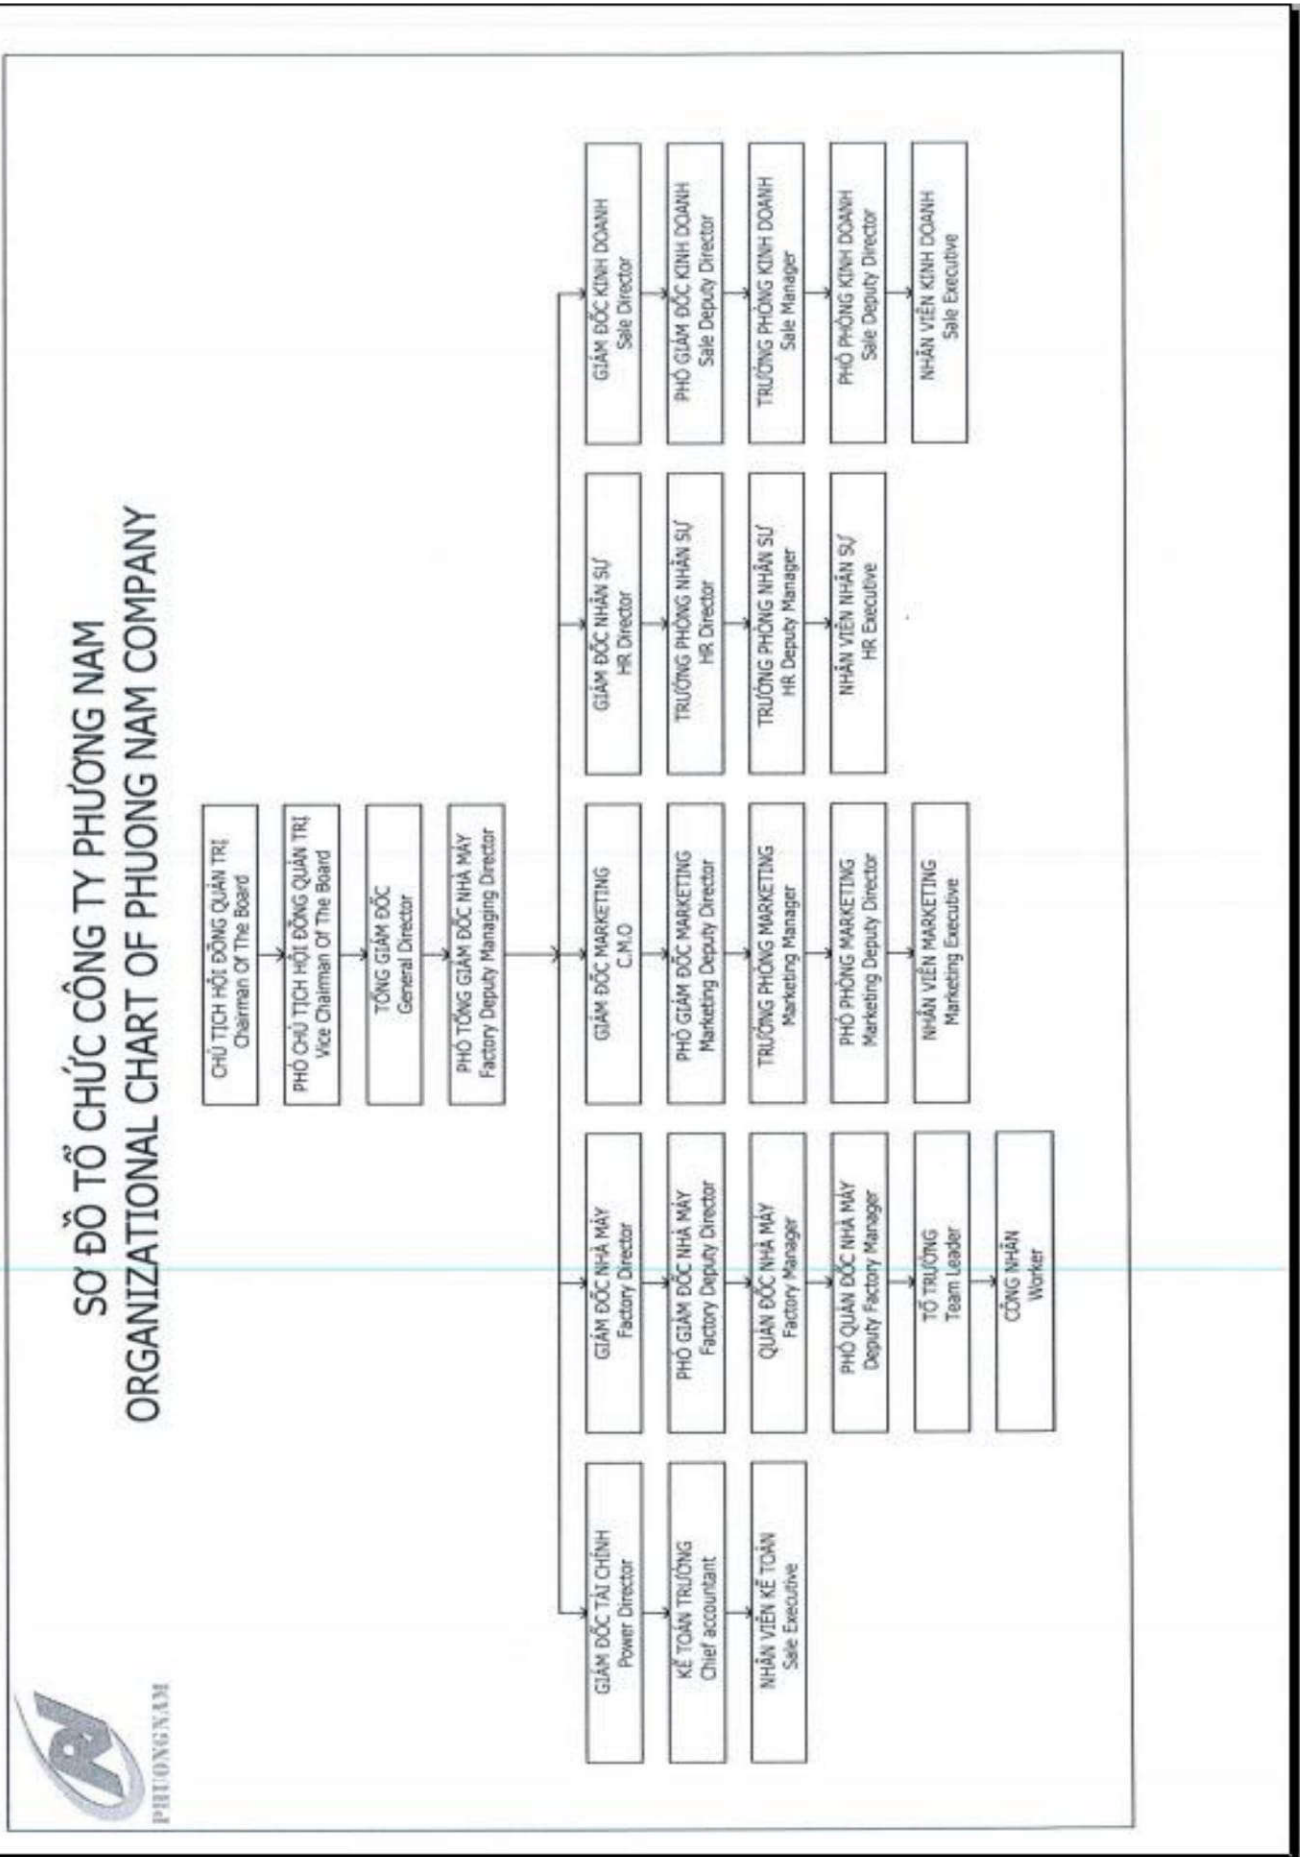 PHUONGNAM
SƠ ĐỒ TỔ CHỨC CÔNG TY PHƯƠNG NAM
ORGANIZATIONAL CHART OF PHUONG NAM COMPANY
CHỦ TỊCH HỘI ĐỒNG QUẢN TRỊ
Chairman Of The Board
PHÓ CHỦ TỊCH HỘI ĐỒNG QUẢN TRỊ
Vice Chairman Of The Board
TỔNG GIÁM ĐỐC
General Director
PHÓ TỔNG GIÁM ĐỐC NHÀ MÁY
Factory Deputy Managing Director
GIÁM ĐỐC TÀI CHÍNH
Power Director
KẾ TOÁN TRƯỞNG
Chief accountant
NHÂN VIÊN KẾ TOÁN
Sale Executive
GIÁM ĐỐC NHÀ MÁY
Factory Director
PHÓ GIÁM ĐỐC NHÀ MÁY
Factory Deputy Director
QUẢN ĐỐC NHÀ MÁY
Factory Manager
PHÓ QUẢN ĐỐC NHÀ MÁY
Deputy Factory Manager
TỔ TRƯỞNG
Team Leader
CÔNG NHÂN
Worker
GIÁM ĐỐC MARKETING
C.M.O
PHÓ GIÁM ĐỐC MARKETING
Marketing Deputy Director
TRƯỞNG PHÒNG MARKETING
Marketing Manager
PHÓ PHÒNG MARKETING
Marketing Deputy Director
NHÂN VIÊN MARKETING
Marketing Executive
GIÁM ĐỐC NHÂN SỰ
HR Director
TRƯỞNG PHÒNG NHÂN SỰ
HR Director
TRƯỞNG PHÒNG NHÂN SỰ
HR Deputy Manager
NHÂN VIÊN NHÂN SỰ
HR Executive
GIÁM ĐỐC KINH DOANH
Sale Director
PHÓ GIÁM ĐỐC KINH DOANH
Sale Deputy Director
TRƯỞNG PHÒNG KINH DOANH
Sale Manager
PHÓ PHÒNG KINH DOANH
Sale Deputy Director
NHÂN VIÊN KINH DOANH
Sale Executive